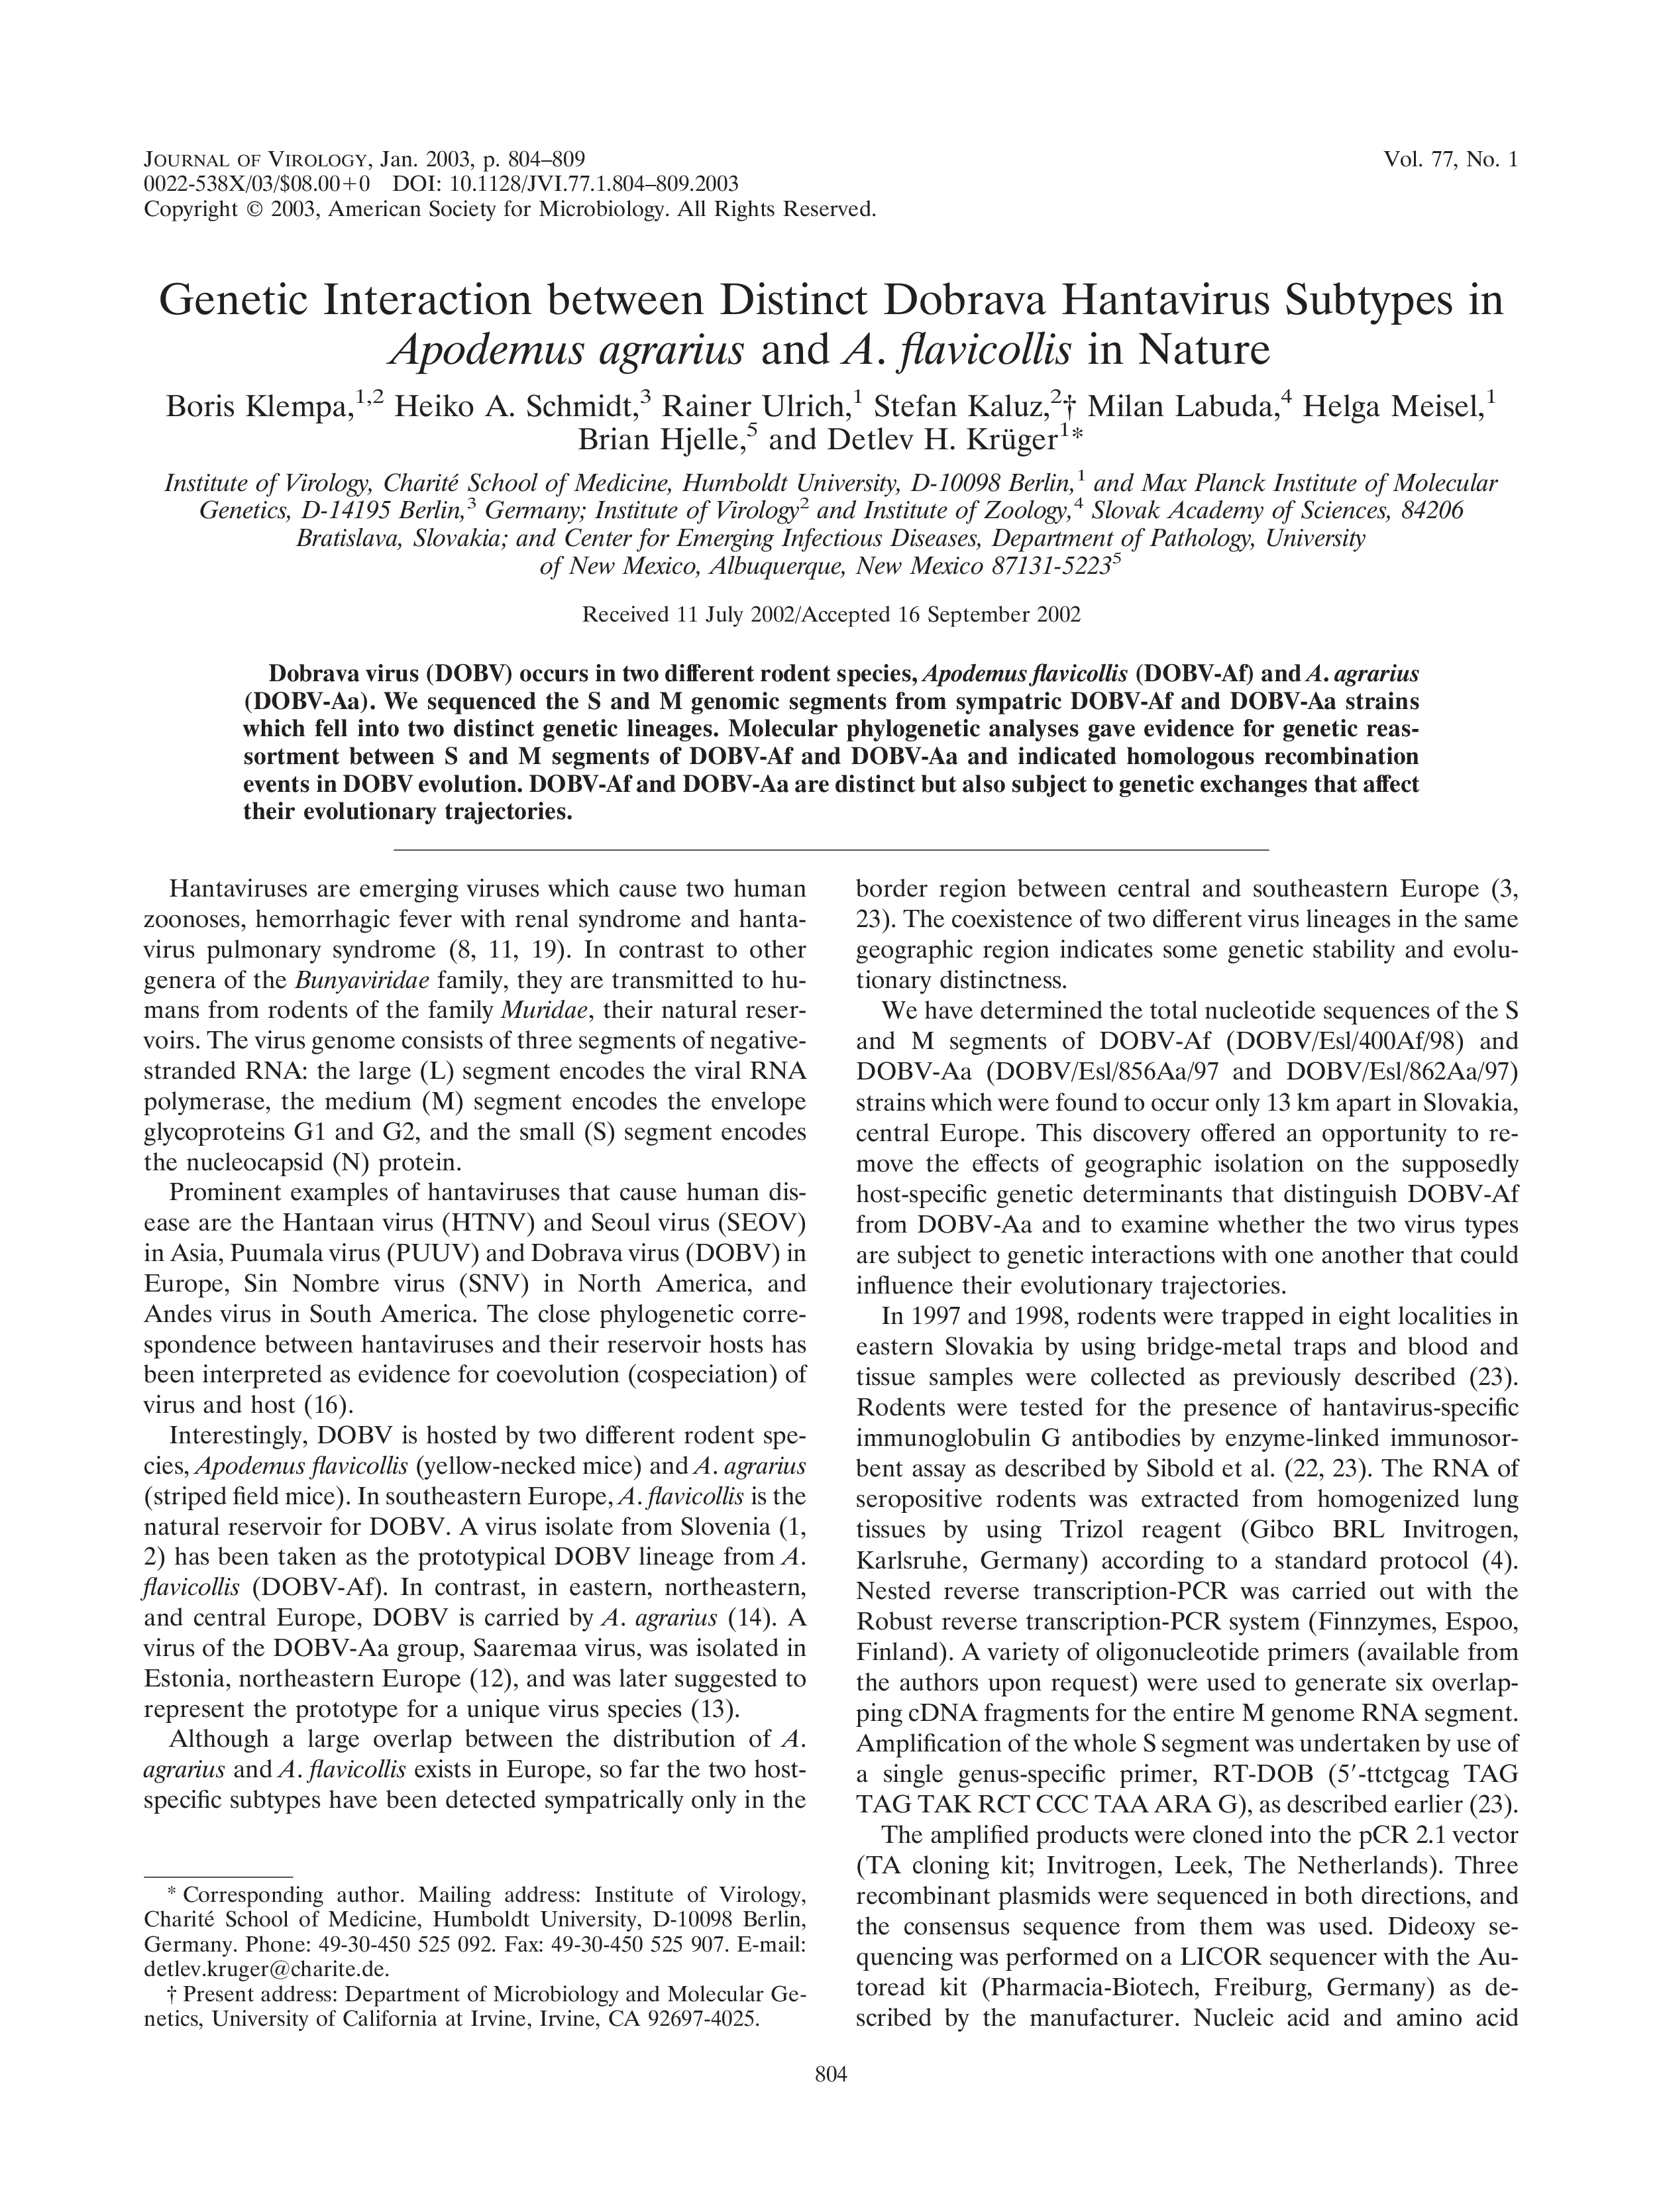 JOURNAL OF VIROLOGY, Jan. 2003, p. 804–809
Vol. 77, No. 1
0022-538X/03/$08.00+0 DOI: 10.1128/JVI.77.1.804–809.2003
Copyright © 2003, American Society for Microbiology. All Rights Reserved.
Genetic Interaction between Distinct Dobrava Hantavirus Subtypes in
Apodemus agrarius and A. flavicollis in Nature
Boris Klempa,1,2 Heiko A. Schmidt,3 Rainer Ulrich,1 Stefan Kaluz,2† Milan Labuda,4 Helga Meisel,1
Brian Hjelle,5 and Detlev H. Krüger1*
Institute of Virology, Charité School of Medicine, Humboldt University, D-10098 Berlin,1 and Max Planck Institute of Molecular
Genetics, D-14195 Berlin,3 Germany; Institute of Virology2 and Institute of Zoology,4 Slovak Academy of Sciences, 84206
Bratislava, Slovakia; and Center for Emerging Infectious Diseases, Department of Pathology, University
of New Mexico, Albuquerque, New Mexico 87131-52235
Received 11 July 2002/Accepted 16 September 2002
Dobrava virus (DOBV) occurs in two different rodent species, Apodemus flavicollis (DOBV-Af) and A. agrarius
(DOBV-Aa). We sequenced the S and M genomic segments from sympatric DOBV-Af and DOBV-Aa strains
which fell into two distinct genetic lineages. Molecular phylogenetic analyses gave evidence for genetic reas-
sortment between S and M segments of DOBV-Af and DOBV-Aa and indicated homologous recombination
events in DOBV evolution. DOBV-Af and DOBV-Aa are distinct but also subject to genetic exchanges that affect
their evolutionary trajectories.
Hantaviruses are emerging viruses which cause two human
zoonoses, hemorrhagic fever with renal syndrome and hanta-
virus pulmonary syndrome (8, 11, 19). In contrast to other
genera of the Bunyaviridae family, they are transmitted to hu-
mans from rodents of the family Muridae, their natural reser-
voirs. The virus genome consists of three segments of negative-
stranded RNA: the large (L) segment encodes the viral RNA
polymerase, the medium (M) segment encodes the envelope
glycoproteins G1 and G2, and the small (S) segment encodes
the nucleocapsid (N) protein.
Prominent examples of hantaviruses that cause human dis-
ease are the Hantaan virus (HTNV) and Seoul virus (SEOV)
in Asia, Puumala virus (PUUV) and Dobrava virus (DOBV) in
Europe, Sin Nombre virus (SNV) in North America, and
Andes virus in South America. The close phylogenetic corre-
spondence between hantaviruses and their reservoir hosts has
been interpreted as evidence for coevolution (cospeciation) of
virus and host (16).
Interestingly, DOBV is hosted by two different rodent spe-
cies, Apodemus flavicollis (yellow-necked mice) and A. agrarius
(striped field mice). In southeastern Europe, A. flavicollis is the
natural reservoir for DOBV. A virus isolate from Slovenia (1,
2) has been taken as the prototypical DOBV lineage from A.
flavicollis (DOBV-Af). In contrast, in eastern, northeastern,
and central Europe, DOBV is carried by A. agrarius (14). A
virus of the DOBV-Aa group, Saaremaa virus, was isolated in
Estonia, northeastern Europe (12), and was later suggested to
represent the prototype for a unique virus species (13).
Although a large overlap between the distribution of A.
agrarius and A. flavicollis exists in Europe, so far the two host-
specific subtypes have been detected sympatrically only in the
* Corresponding author. Mailing address: Institute of Virology,
Charité School of Medicine, Humboldt University, D-10098 Berlin,
Germany. Phone: 49-30-450 525 092. Fax: 49-30-450 525 907. E-mail:
detlev.kruger@charite.de.
† Present address: Department of Microbiology and Molecular Ge-
netics, University of California at Irvine, Irvine, CA 92697-4025.
border region between central and southeastern Europe (3,
23). The coexistence of two different virus lineages in the same
geographic region indicates some genetic stability and evolu-
tionary distinctness.
We have determined the total nucleotide sequences of the S
and M segments of DOBV-Af (DOBV/Esl/400Af/98) and
DOBV-Aa (DOBV/Esl/856Aa/97 and DOBV/Esl/862Aa/97)
strains which were found to occur only 13 km apart in Slovakia,
central Europe. This discovery offered an opportunity to re-
move the effects of geographic isolation on the supposedly
host-specific genetic determinants that distinguish DOBV-Af
from DOBV-Aa and to examine whether the two virus types
are subject to genetic interactions with one another that could
influence their evolutionary trajectories.
In 1997 and 1998, rodents were trapped in eight localities in
eastern Slovakia by using bridge-metal traps and blood and
tissue samples were collected as previously described (23).
Rodents were tested for the presence of hantavirus-specific
immunoglobulin G antibodies by enzyme-linked immunosor-
bent assay as described by Sibold et al. (22, 23). The RNA of
seropositive rodents was extracted from homogenized lung
tissues by using Trizol reagent (Gibco BRL Invitrogen,
Karlsruhe, Germany) according to a standard protocol (4).
Nested reverse transcription-PCR was carried out with the
Robust reverse transcription-PCR system (Finnzymes, Espoo,
Finland). A variety of oligonucleotide primers (available from
the authors upon request) were used to generate six overlap-
ping cDNA fragments for the entire M genome RNA segment.
Amplification of the whole S segment was undertaken by use of
a single genus-specific primer, RT-DOB (5′-ttctgcag TAG
TAG TAK RCT CCC TAA ARA G), as described earlier (23).
The amplified products were cloned into the pCR 2.1 vector
(TA cloning kit; Invitrogen, Leek, The Netherlands). Three
recombinant plasmids were sequenced in both directions, and
the consensus sequence from them was used. Dideoxy se-
quencing was performed on a LICOR sequencer with the Au-
toread kit (Pharmacia-Biotech, Freiburg, Germany) as de-
scribed by the manufacturer. Nucleic acid and amino acid
804